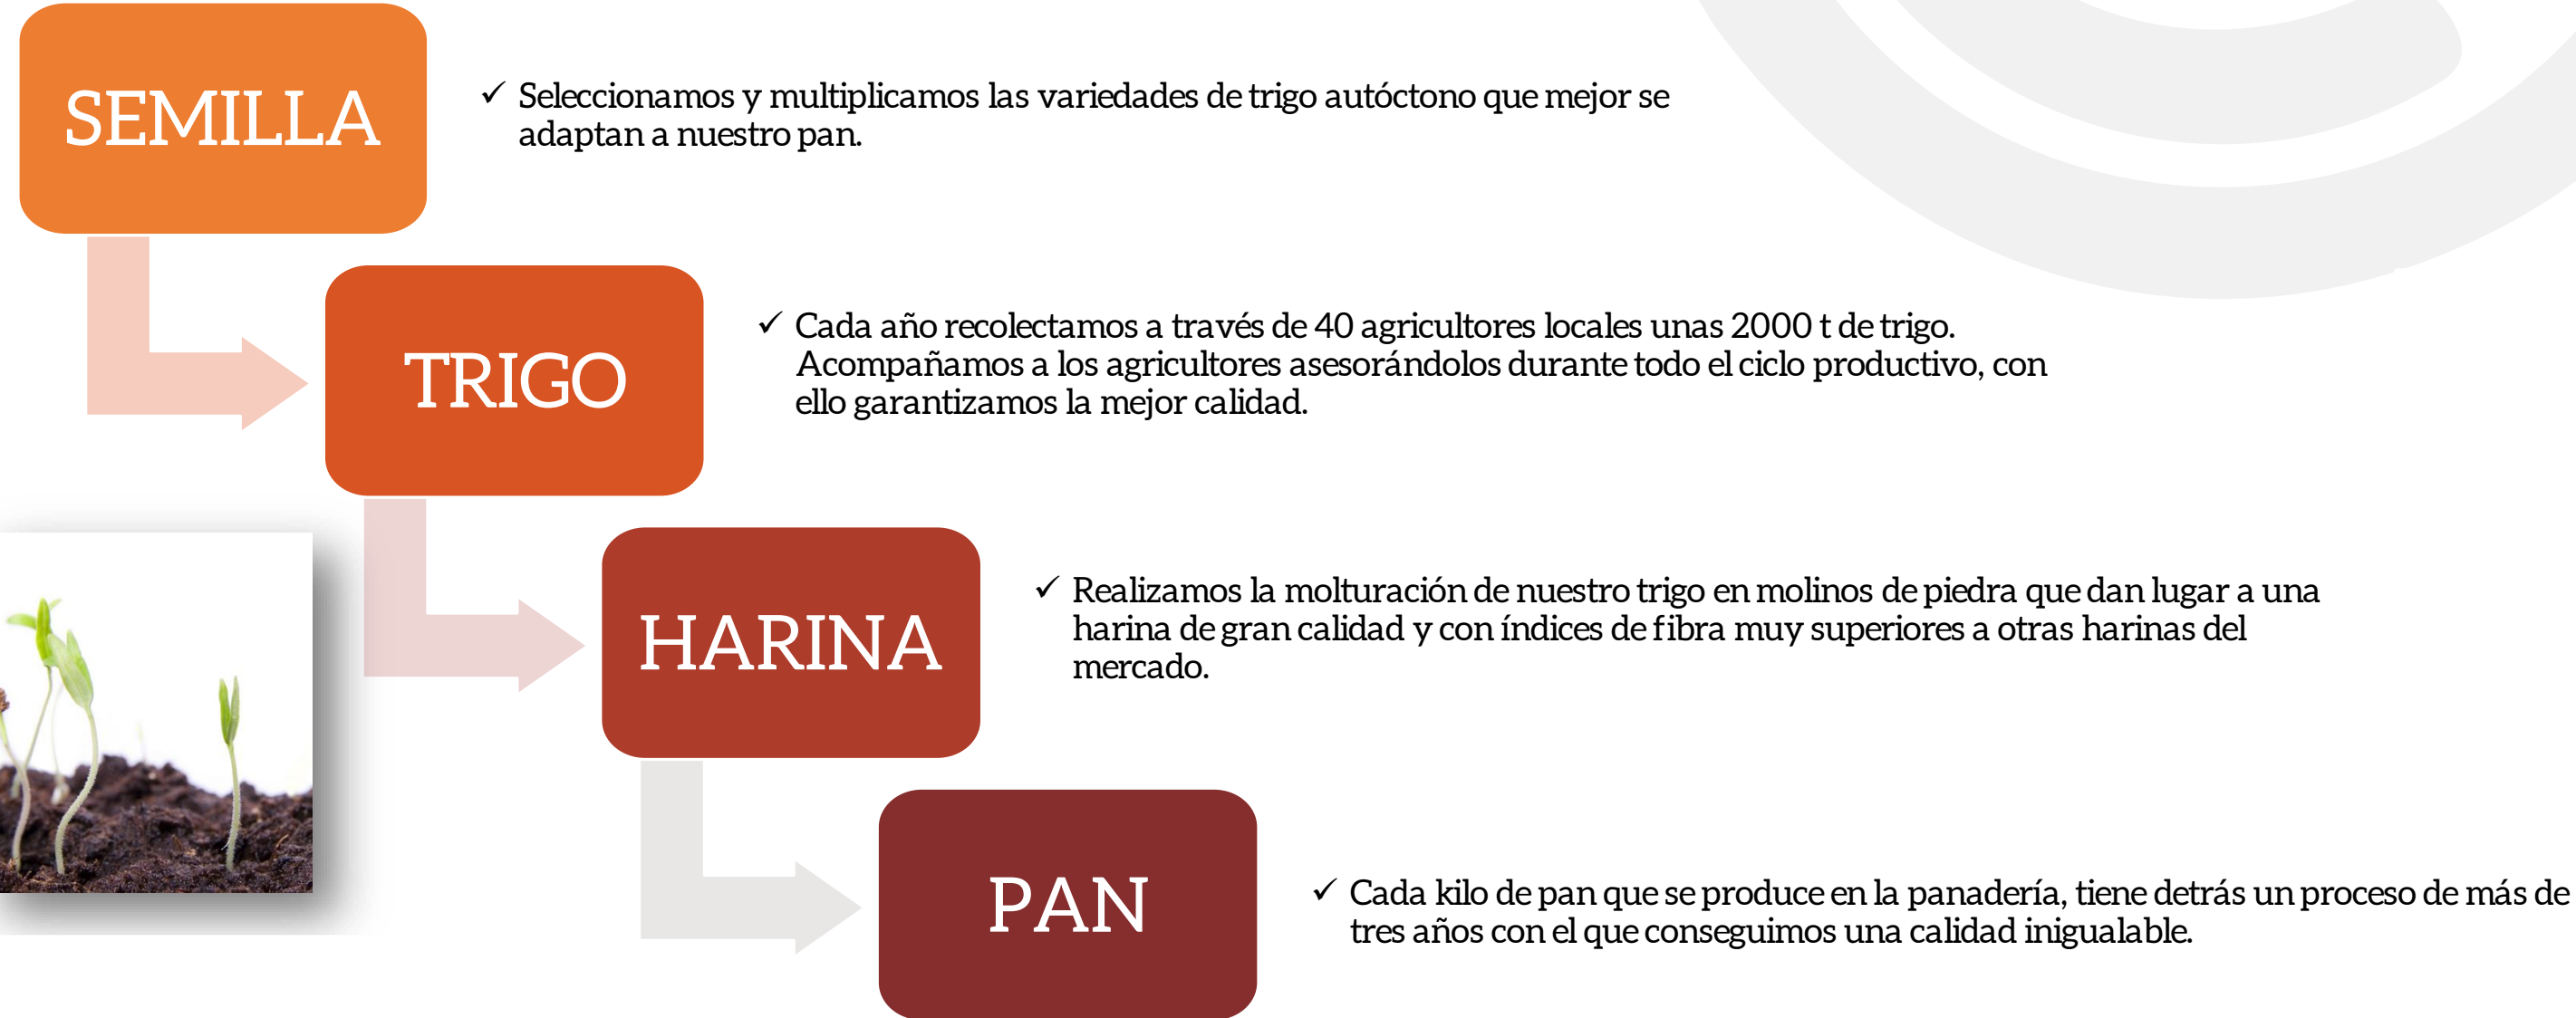 SEMILLA
✓ Seleccionamos y multiplicamos las variedades de trigo autóctono que mejor se
adaptan a nuestro pan.
TRIGO
✓ Cada año recolectamos a través de 40 agricultores locales unas 2000 t de trigo.
Acompañamos a los agricultores asesorándolos durante todo el ciclo productivo, con
ello garantizamos la mejor calidad.
HARINA
✓ Realizamos la molturación de nuestro trigo en molinos de piedra que dan lugar a una
harina de gran calidad y con índices de fibra muy superiores a otras harinas del
mercado.
PAN
✓ Cada kilo de pan que se produce en la panadería, tiene detrás un proceso de más de
tres años con el que conseguimos una calidad inigualable.